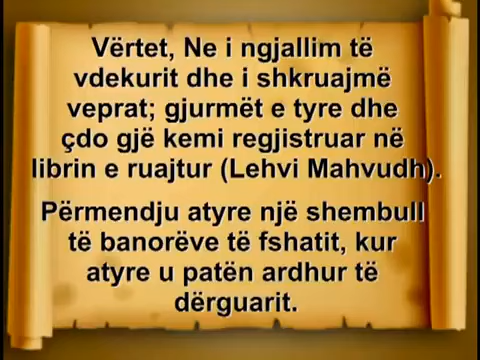 Vërtet, Ne i ngjallim të
vdekurit dhe i shkruajmë
veprat; gjurmët e tyre dhe
çdo gjë kemi regjistruar në
librin e ruajtur (Lehvi Mahvudh).
Përmendju atyre një shembull
të banorëve të fshatit, kur
atyre u patën ardhur të
dërguarit.